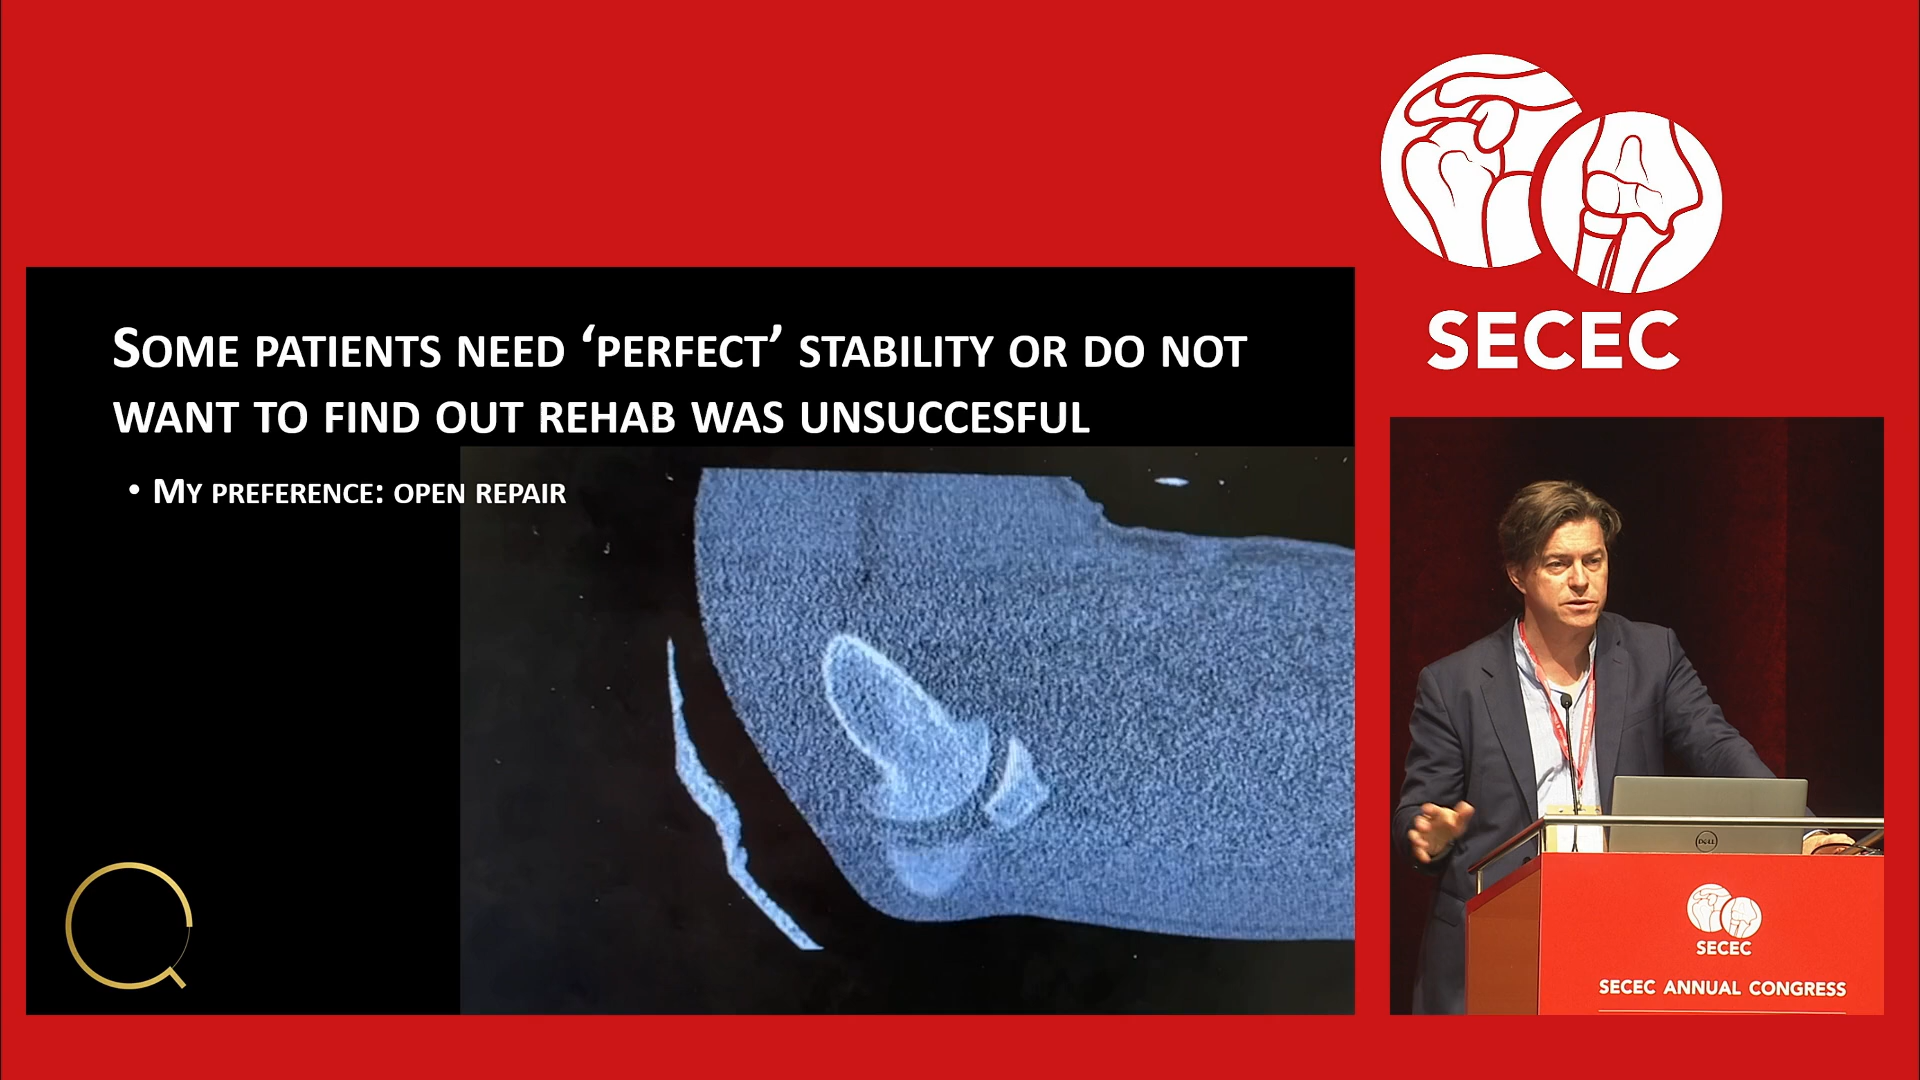 SOME PATIENTS NEED ‘PERFECT’ STABILITY OR DO NOT
WANT TO FIND OUT REHAB WAS UNSUCCESFUL
• MY PREFERENCE: OPEN REPAIR
SECEC
DELL
SECEC
SECEC ANNUAL CONGRESS